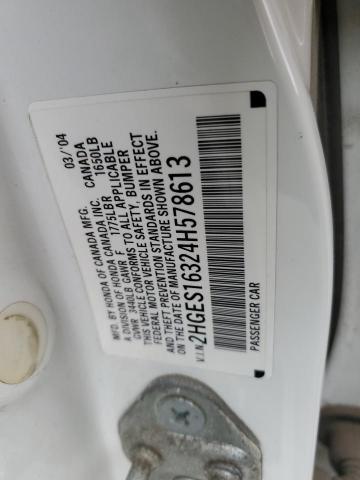 MFD. BY HONDA OF CANADA MFG. 03/'04
A DIVISION OF HONDA CANADA INC. CANADA
GVWR 3440LB GAWR F 1775LBR 1650LB
THIS VEHICLE CONFORMS TO ALL APPLICABLE
FEDERAL MOTOR VEHICLE SAFETY, BUMPER
AND THEFT PREVENTION STANDARDS IN EFFECT
ON THE DATE OF MANUFACTURE SHOWN ABOVE.
V.I.N. 2HGES16324H578613
PASSENGER CAR